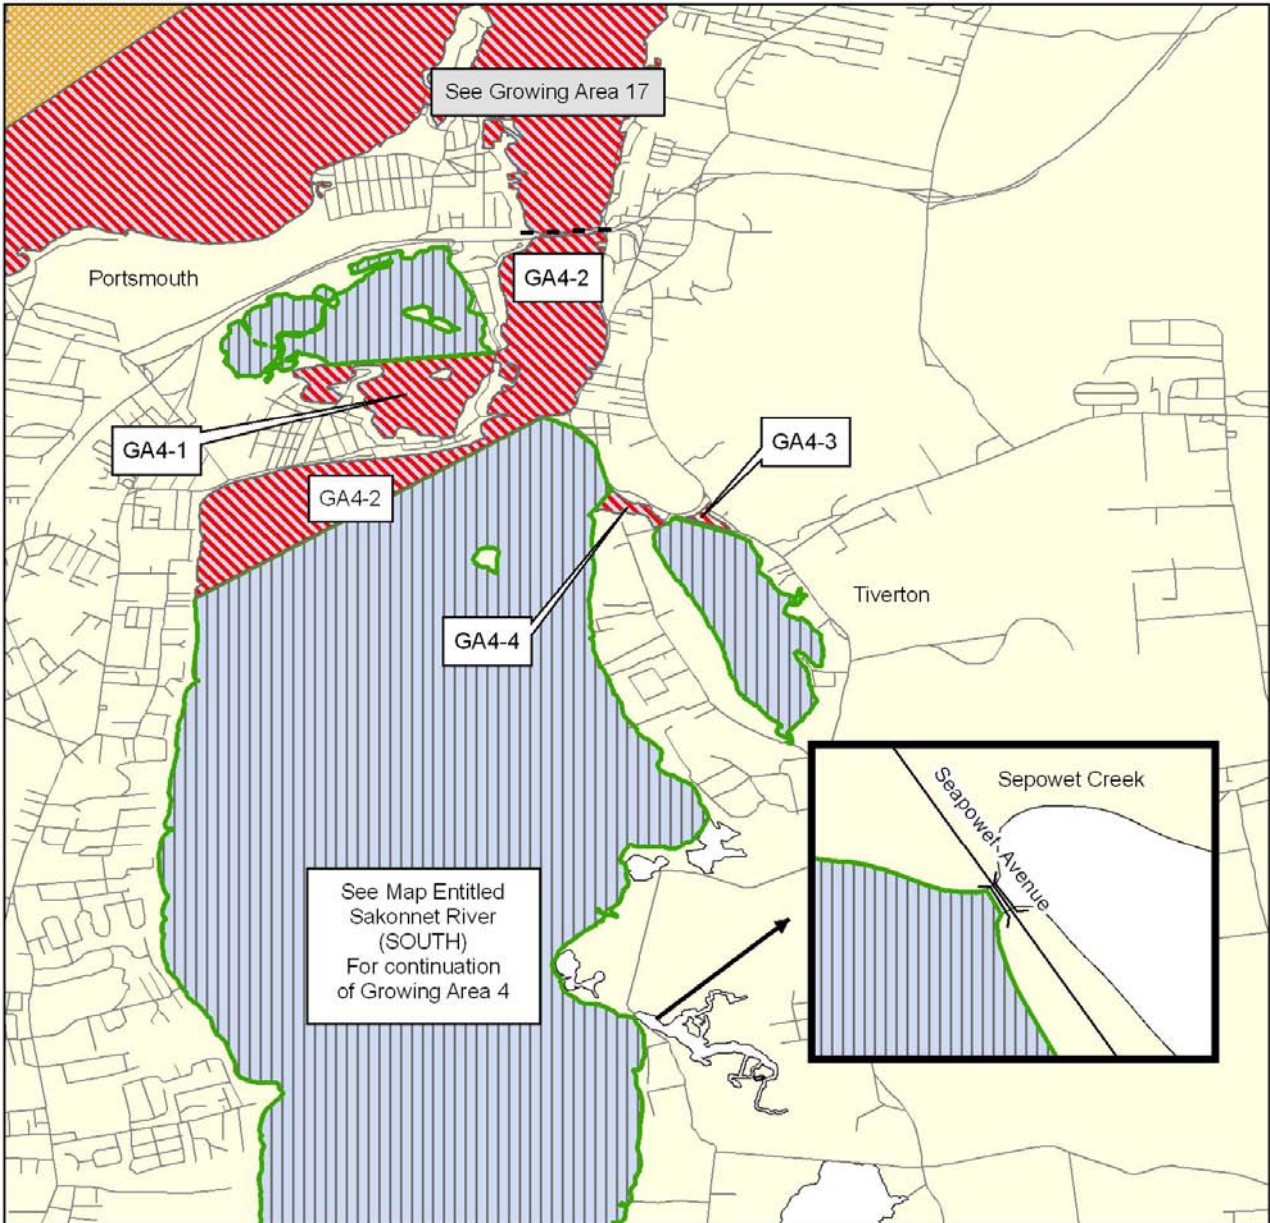 See Growing Area 17
Portsmouth
GA4-2
GA4-1
GA4-3
GA4-2
Tiverton
GA4-4
Sepowet Creek
Seapowet Avenue
See Map Entitled
Sakonnet River
(SOUTH)
For continuation
of Growing Area 4